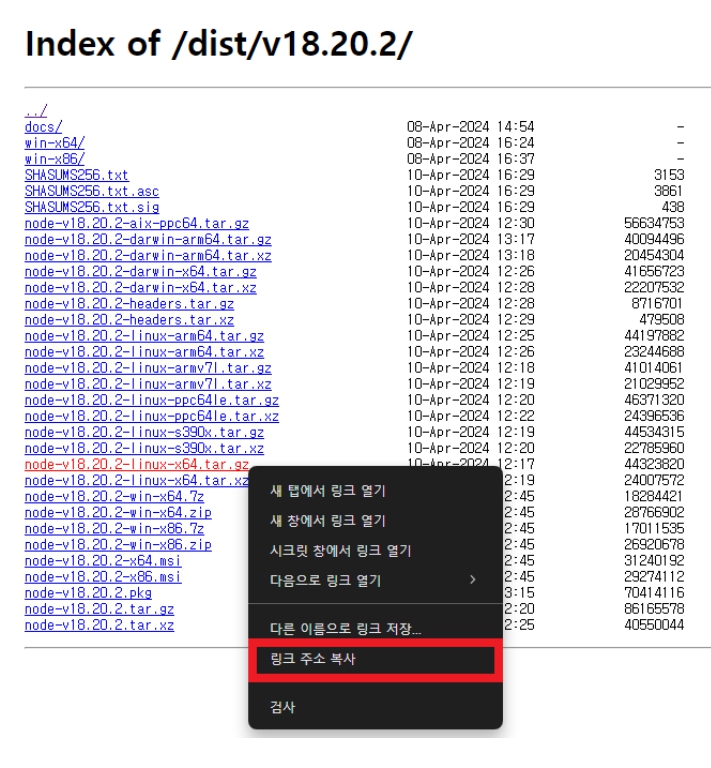 Index of /dist/v18.20.2/
../
docs/ 08-Apr-2024 14:54 -
win-x64/ 08-Apr-2024 16:24 -
win-x86/ 08-Apr-2024 16:37 -
SHASUMS256.txt 10-Apr-2024 16:29 3153
SHASUMS256.txt.asc 10-Apr-2024 16:29 3861
SHASUMS256.txt.sig 10-Apr-2024 16:29 438
node-v18.20.2-aix-ppc64.tar.gz 10-Apr-2024 12:30 56634753
node-v18.20.2-darwin-arm64.tar.gz 10-Apr-2024 13:17 40094496
node-v18.20.2-darwin-arm64.tar.xz 10-Apr-2024 13:18 20454304
node-v18.20.2-darwin-x64.tar.gz 10-Apr-2024 12:26 41656723
node-v18.20.2-darwin-x64.tar.xz 10-Apr-2024 12:28 22207532
node-v18.20.2-headers.tar.gz 10-Apr-2024 12:28 8716701
node-v18.20.2-headers.tar.xz 10-Apr-2024 12:29 479508
node-v18.20.2-linux-arm64.tar.gz 10-Apr-2024 12:25 44197882
node-v18.20.2-linux-arm64.tar.xz 10-Apr-2024 12:26 23244688
node-v18.20.2-linux-armv7l.tar.gz 10-Apr-2024 12:18 41014061
node-v18.20.2-linux-armv7l.tar.xz 10-Apr-2024 12:19 21029952
node-v18.20.2-linux-ppc64le.tar.gz 10-Apr-2024 12:20 46371320
node-v18.20.2-linux-ppc64le.tar.xz 10-Apr-2024 12:22 24396536
node-v18.20.2-linux-s390x.tar.gz 10-Apr-2024 12:19 44534315
node-v18.20.2-linux-s390x.tar.xz 10-Apr-2024 12:20 22785960
node-v18.20.2-linux-x64.tar.gz 10-Apr-2024 12:17 44323820
node-v18.20.2-linux-x64.tar.xz 2:19 24007572
node-v18.20.2-win-x64.7z 2:45 18284421
node-v18.20.2-win-x64.zip 2:45 28766902
node-v18.20.2-win-x86.7z 2:45 17011535
node-v18.20.2-win-x86.zip 2:45 26920678
node-v18.20.2-x64.msi 2:45 31240192
node-v18.20.2-x86.msi 2:45 29274112
node-v18.20.2.pkg 3:15 70414116
node-v18.20.2.tar.gz 2:20 86165578
node-v18.20.2.tar.xz 2:25 40550044
새 탭에서 링크 열기
새 창에서 링크 열기
시크릿 창에서 링크 열기
다음으로 링크 열기
다른 이름으로 링크 저장...
링크 주소 복사
검사